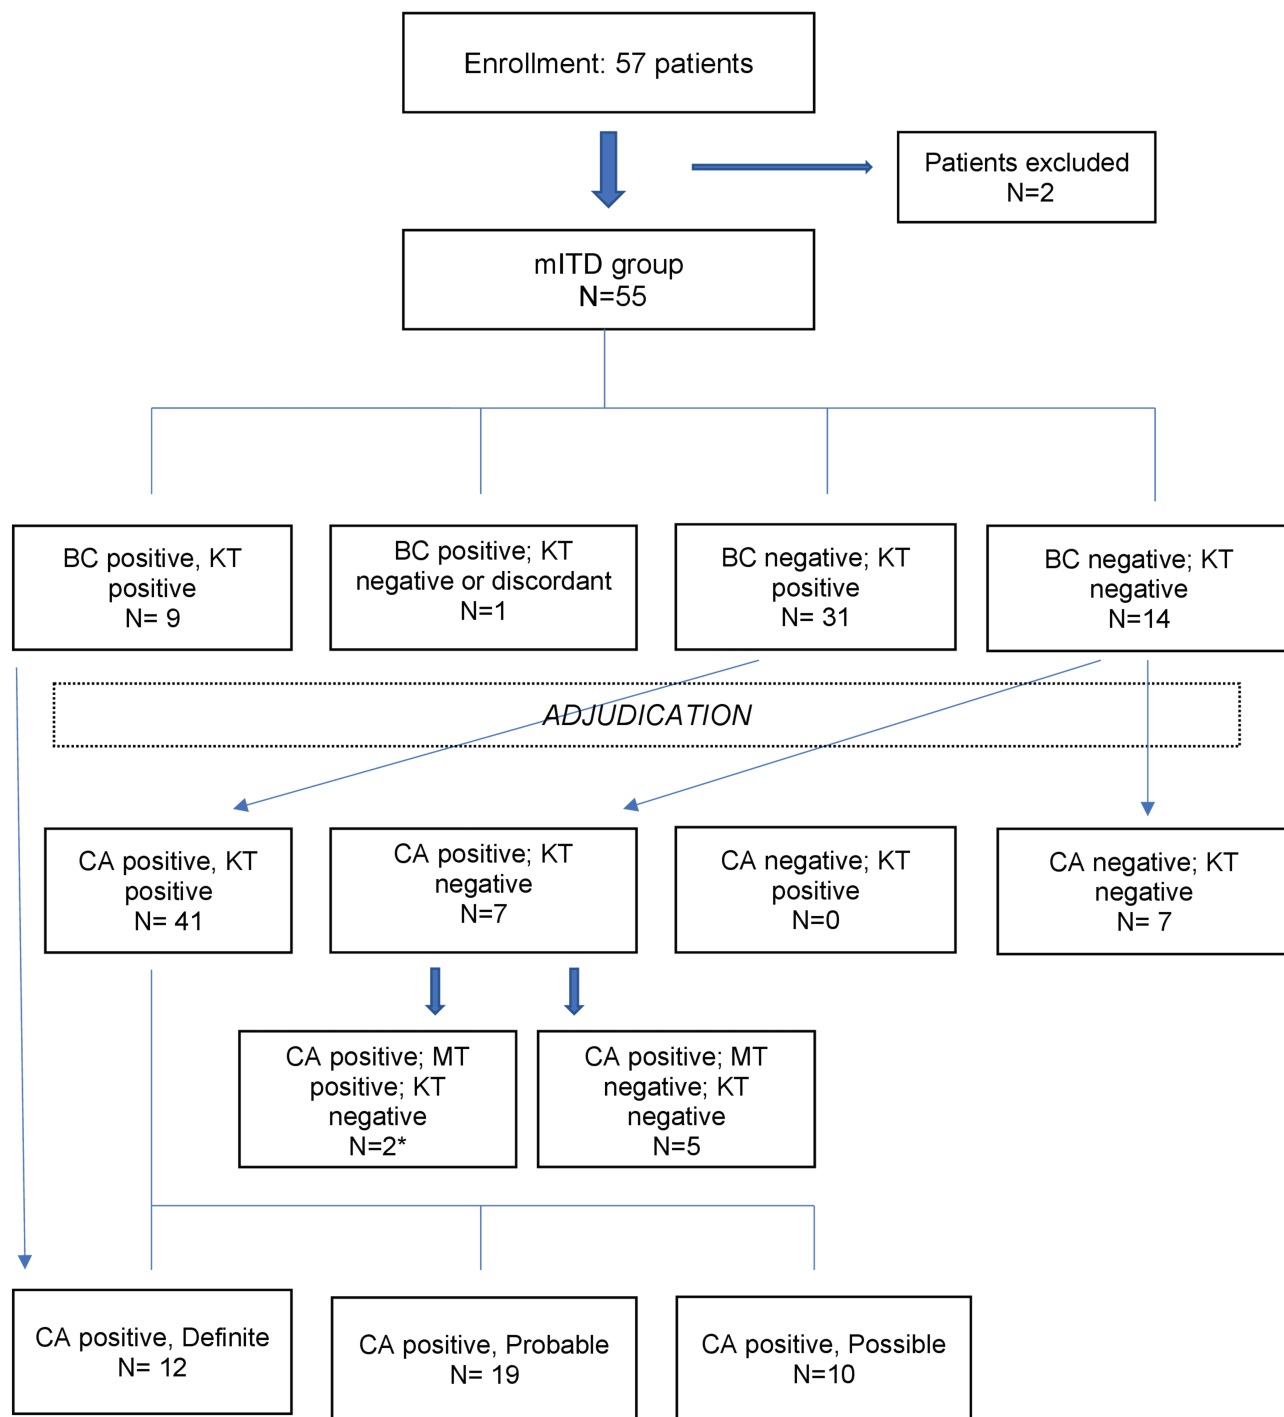 Enrollment: 57 patients
Patients excluded
N=2
mITD group
N=55
BC positive, KT
positive
N= 9
BC positive; KT
negative or discordant
N=1
BC negative; KT
positive
N= 31
BC negative; KT
negative
N=14
ADJUDICATION
CA positive, KT
positive
N= 41
CA positive; KT
negative
N=7
CA negative; KT
positive
N=0
CA negative; KT
negative
N= 7
CA positive; MT
positive; KT
negative
N=2*
CA positive; MT
negative; KT
negative
N=5
CA positive, Definite
N= 12
CA positive, Probable
N= 19
CA positive, Possible
N=10